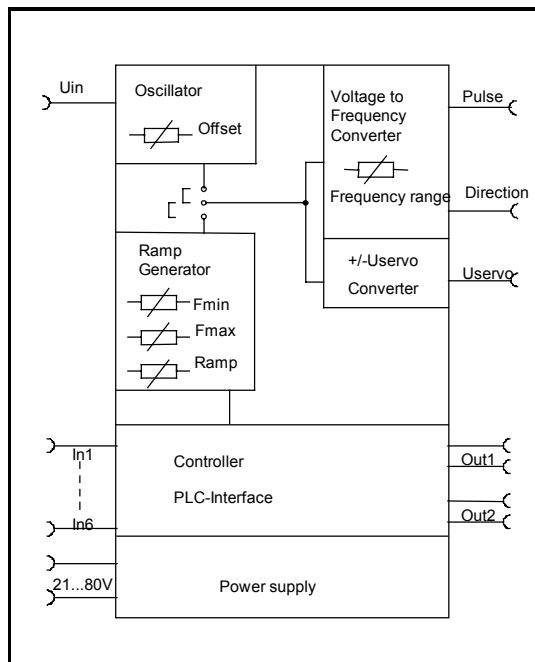 Uin
Oscillator
Offset
Voltage to
Frequency
Converter
Frequency range
Pulse
Direction
Ramp
Generator
Fmin
Fmax
Ramp
+/-Uservo
Converter
Uservo
In1
In6
Controller
PLC-Interface
Out1
Out2
21...80V
Power supply